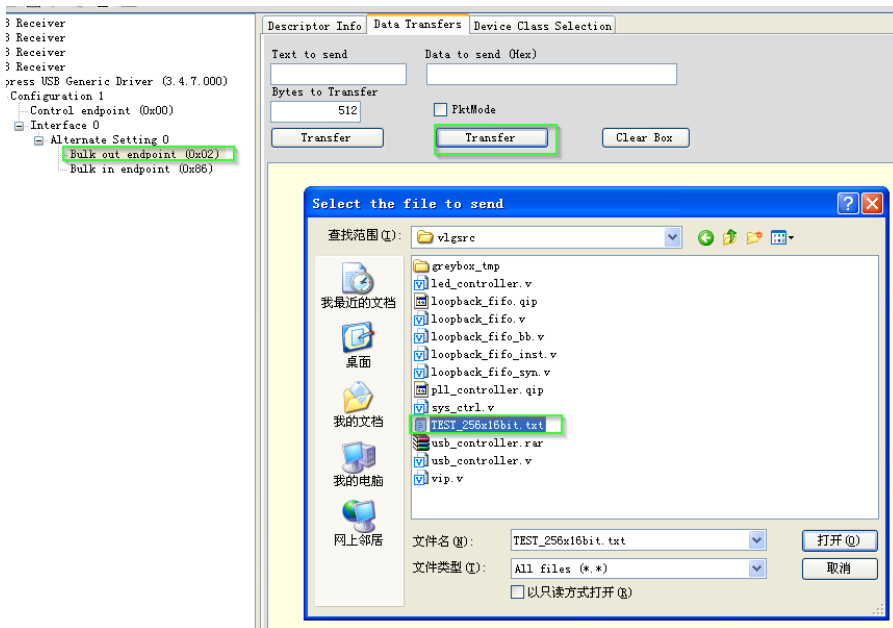 Receiver
Receiver
Receiver
Receiver
press USB Generic Driver (3.4.7.000)
Configuration 1
Control endpoint (0x00)
Interface 0
Alternate Setting 0
Bulk out endpoint (0x02)
Bulk in endpoint (0x86)
Descriptor Info Data Transfers Device Class Selection
Text to send Data to send (Hex)
Bytes to Transfer
512 PktMode
Transfer Transfer Clear Box
Select the file to send
查找范围(I): vlgsrc
greybox_tmp
led_controller.v
loopback_fifo.qip
loopback_fifo.v
loopback_fifo_bb.v
loopback_fifo_inst.v
loopback_fifo_syn.v
pll_controller.qip
sys_ctrl.v
TEST_256x16bit.txt
usb_controller.rar
usb_controller.v
vip.v
我最近的文档
桌面
我的文档
我的电脑
网上邻居
文件名(N): TEST_256x16bit.txt 打开(O)
文件类型(T): All files (*.*) 取消
以只读方式打开(R)